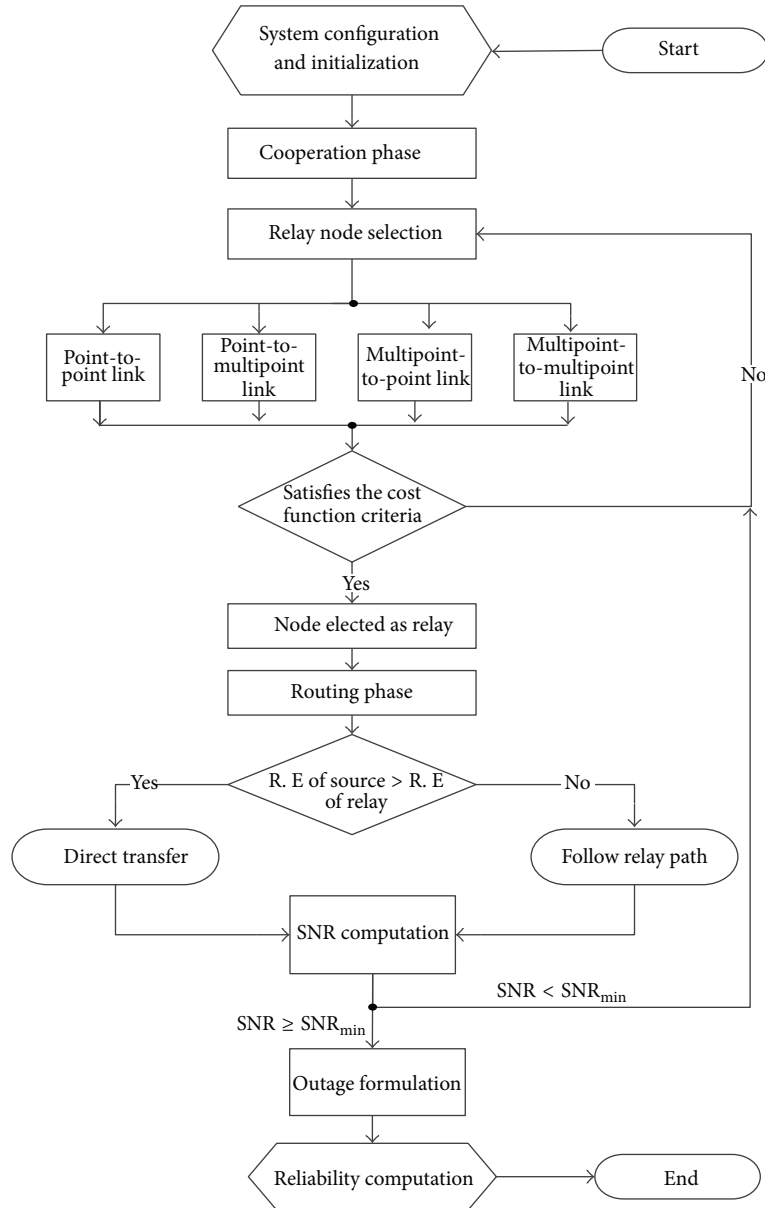 System configuration
and initialization
Start
Cooperation phase
Relay node selection
Point-to-
point link
Point-to-
multipoint
link
Multipoint-
to-point link
Multipoint-
to-multipoint
link
No
Satisfies the cost
function criteria
Yes
Node elected as relay
Routing phase
Yes
R. E of source > R. E
of relay
No
Direct transfer
Follow relay path
SNR computation
SNR < SNRmin
SNR ≥ SNRmin
Outage formulation
Reliability computation
End